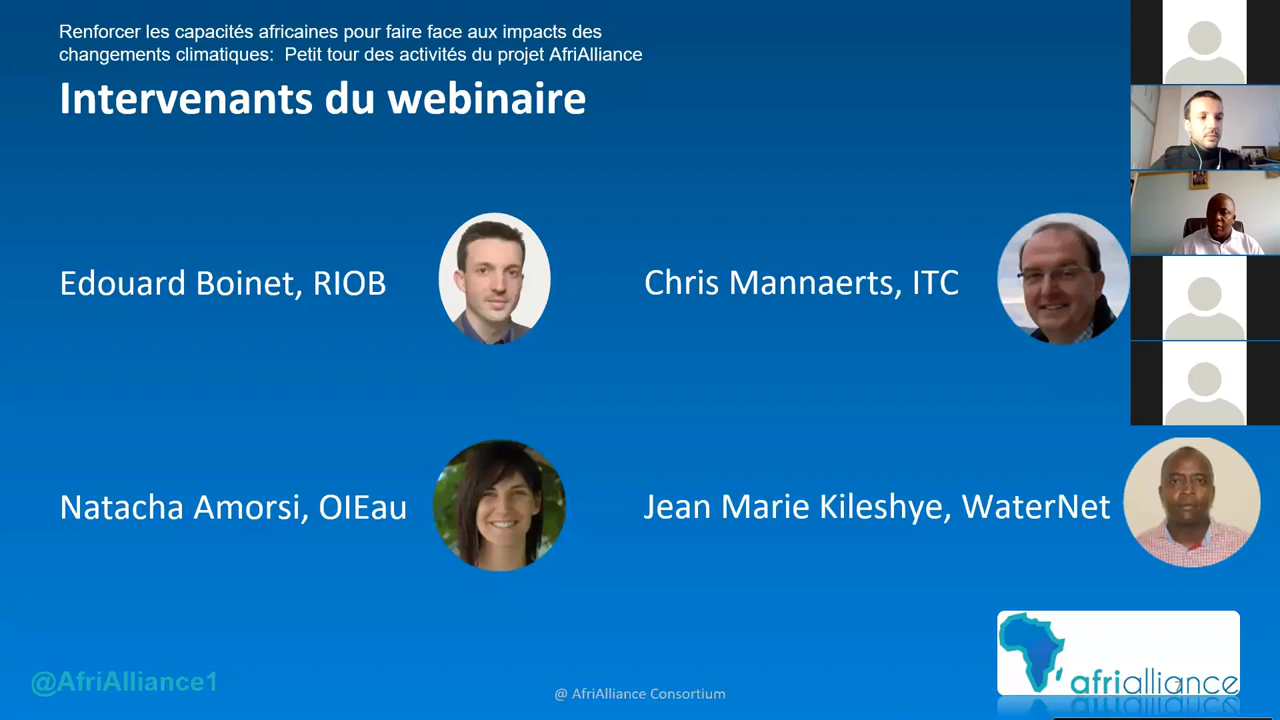 Renforcer les capacités africaines pour faire face aux impacts des
changements climatiques:  Petit tour des activités du projet AfriAlliance
Intervenants du webinaire
Edouard Boinet, RIOB
Chris Mannaerts, ITC
Natacha Amorsi, OIEau
Jean Marie Kileshye, WaterNet
afrialliance
@AfriAlliance1
@ AfriAlliance Consortium